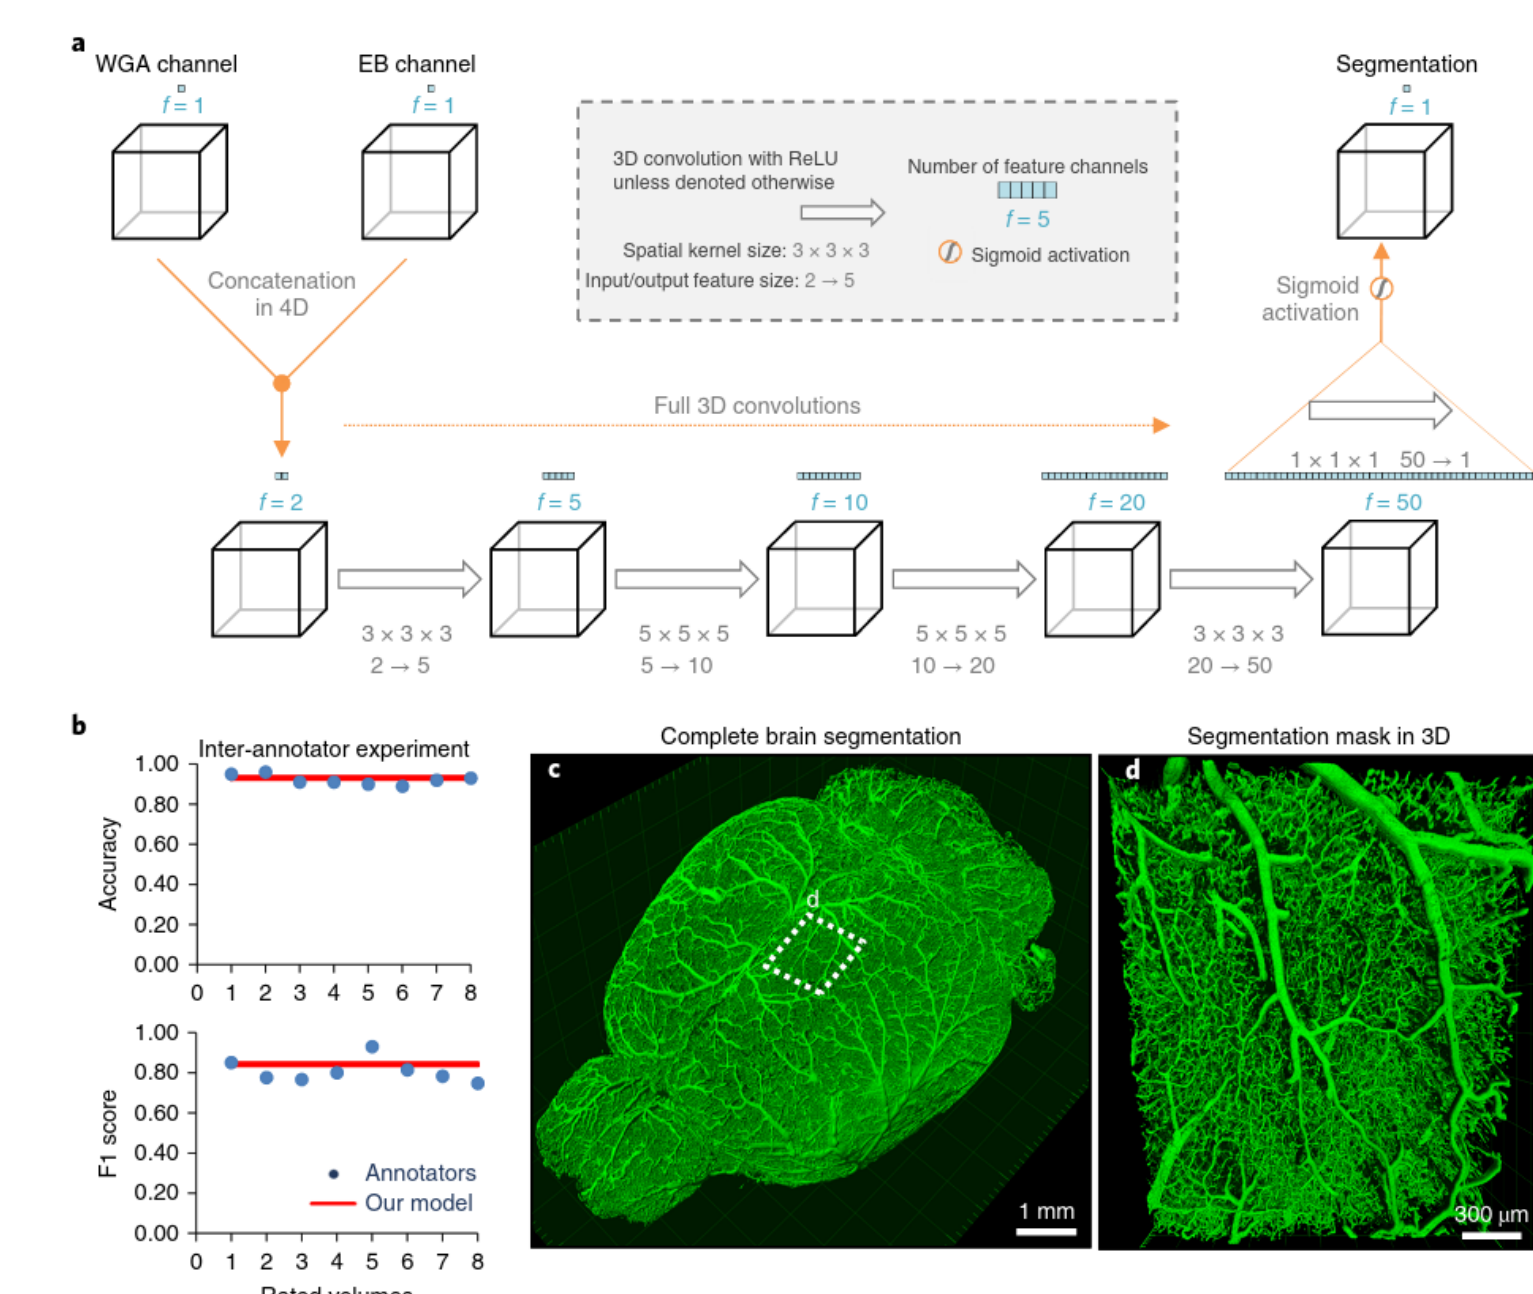 a
WGA channel
f = 1
EB channel
f = 1
Segmentation
f = 1
3D convolution with ReLU
unless denoted otherwise
Spatial kernel size: 3 × 3 × 3
Input/output feature size: 2 → 5
Number of feature channels
f = 5
Sigmoid activation
Concatenation
in 4D
Sigmoid
activation
Full 3D convolutions
1 × 1 × 1 50 → 1
f = 2
f = 5
f = 10
f = 20
f = 50
3 × 3 × 3
2 → 5
5 × 5 × 5
5 → 10
5 × 5 × 5
10 → 20
3 × 3 × 3
20 → 50
b
Inter-annotator experiment
Accuracy
1.00
0.80
0.60
0.40
0.20
0.00
0 1 2 3 4 5 6 7 8
F1 score
1.00
0.80
0.60
0.40
0.20
0.00
Annotators
Our model
0 1 2 3 4 5 6 7 8
Rated volumes
Complete brain segmentation
c
d
1 mm
Segmentation mask in 3D
d
300 µm